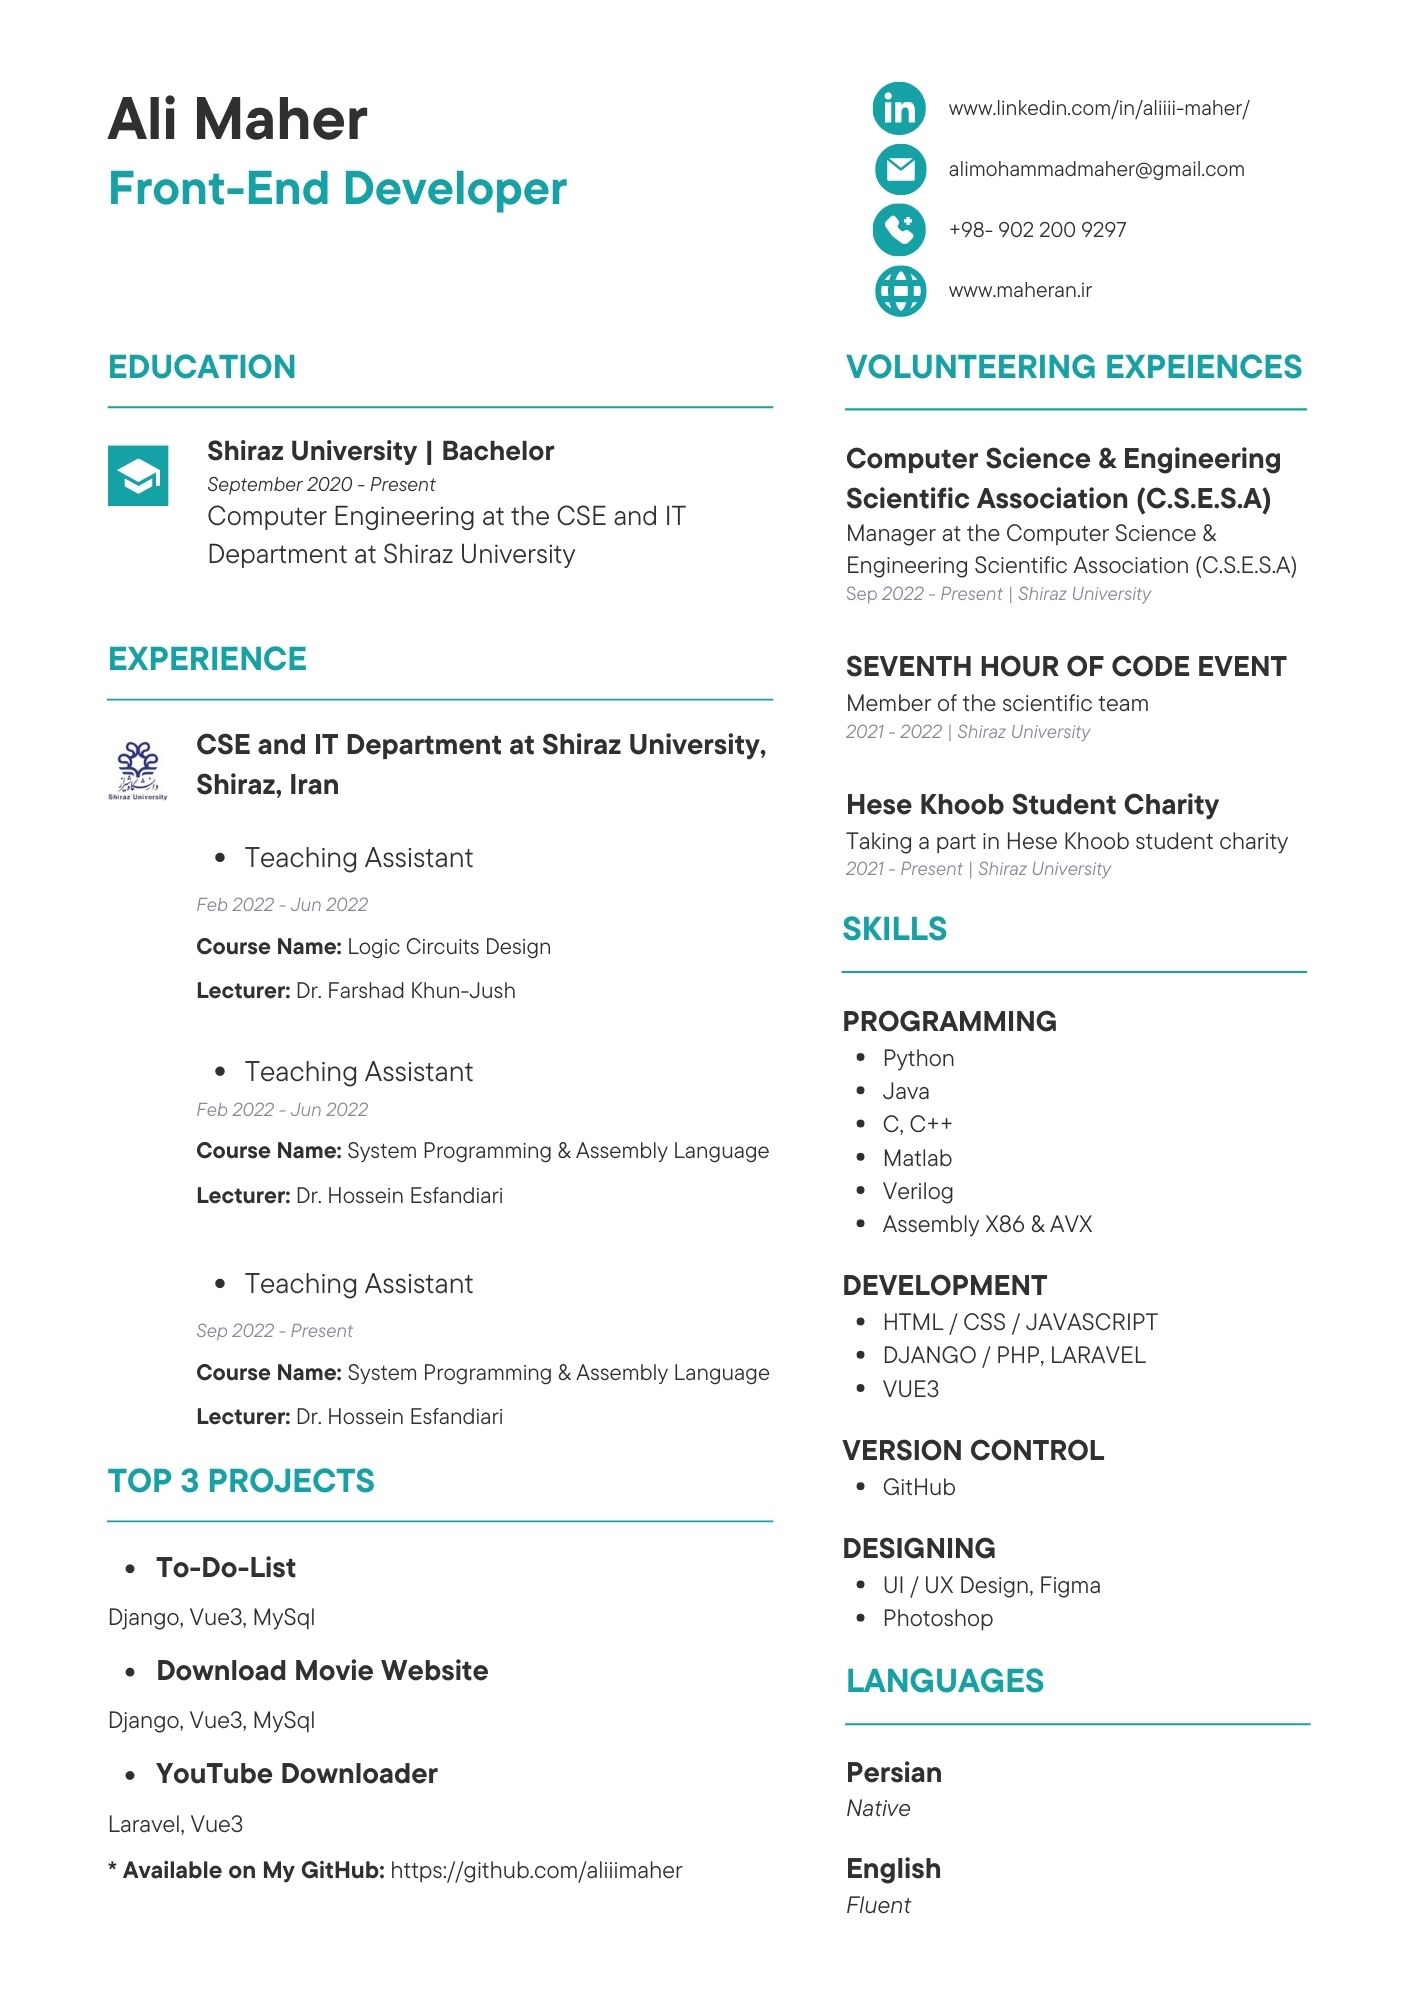 Ali Maher
Front-End Developer
www.linkedin.com/in/aliiii-maher/
alimohammadmaher@gmail.com
+98- 902 200 9297
www.maheran.ir
EDUCATION
Shiraz University | Bachelor
September 2020 - Present
Computer Engineering at the CSE and IT
Department at Shiraz University
EXPERIENCE
Shiraz University
CSE and IT Department at Shiraz University,
Shiraz, Iran
• Teaching Assistant
Feb 2022 - Jun 2022
Course Name: Logic Circuits Design
Lecturer: Dr. Farshad Khun-Jush
• Teaching Assistant
Feb 2022 - Jun 2022
Course Name: System Programming & Assembly Language
Lecturer: Dr. Hossein Esfandiari
• Teaching Assistant
Sep 2022 - Present
Course Name: System Programming & Assembly Language
Lecturer: Dr. Hossein Esfandiari
TOP 3 PROJECTS
• To-Do-List
Django, Vue3, MySql
• Download Movie Website
Django, Vue3, MySql
• YouTube Downloader
Laravel, Vue3
* Available on My GitHub: https://github.com/aliiimaher
VOLUNTEERING EXPEIENCES
Computer Science & Engineering
Scientific Association (C.S.E.S.A)
Manager at the Computer Science &
Engineering Scientific Association (C.S.E.S.A)
Sep 2022 - Present | Shiraz University
SEVENTH HOUR OF CODE EVENT
Member of the scientific team
2021 - 2022 | Shiraz University
Hese Khoob Student Charity
Taking a part in Hese Khoob student charity
2021 - Present | Shiraz University
SKILLS
PROGRAMMING
• Python
• Java
• C, C++
• Matlab
• Verilog
• Assembly X86 & AVX
DEVELOPMENT
• HTML / CSS / JAVASCRIPT
• DJANGO / PHP, LARAVEL
• VUE3
VERSION CONTROL
• GitHub
DESIGNING
• UI / UX Design, Figma
• Photoshop
LANGUAGES
Persian
Native
English
Fluent